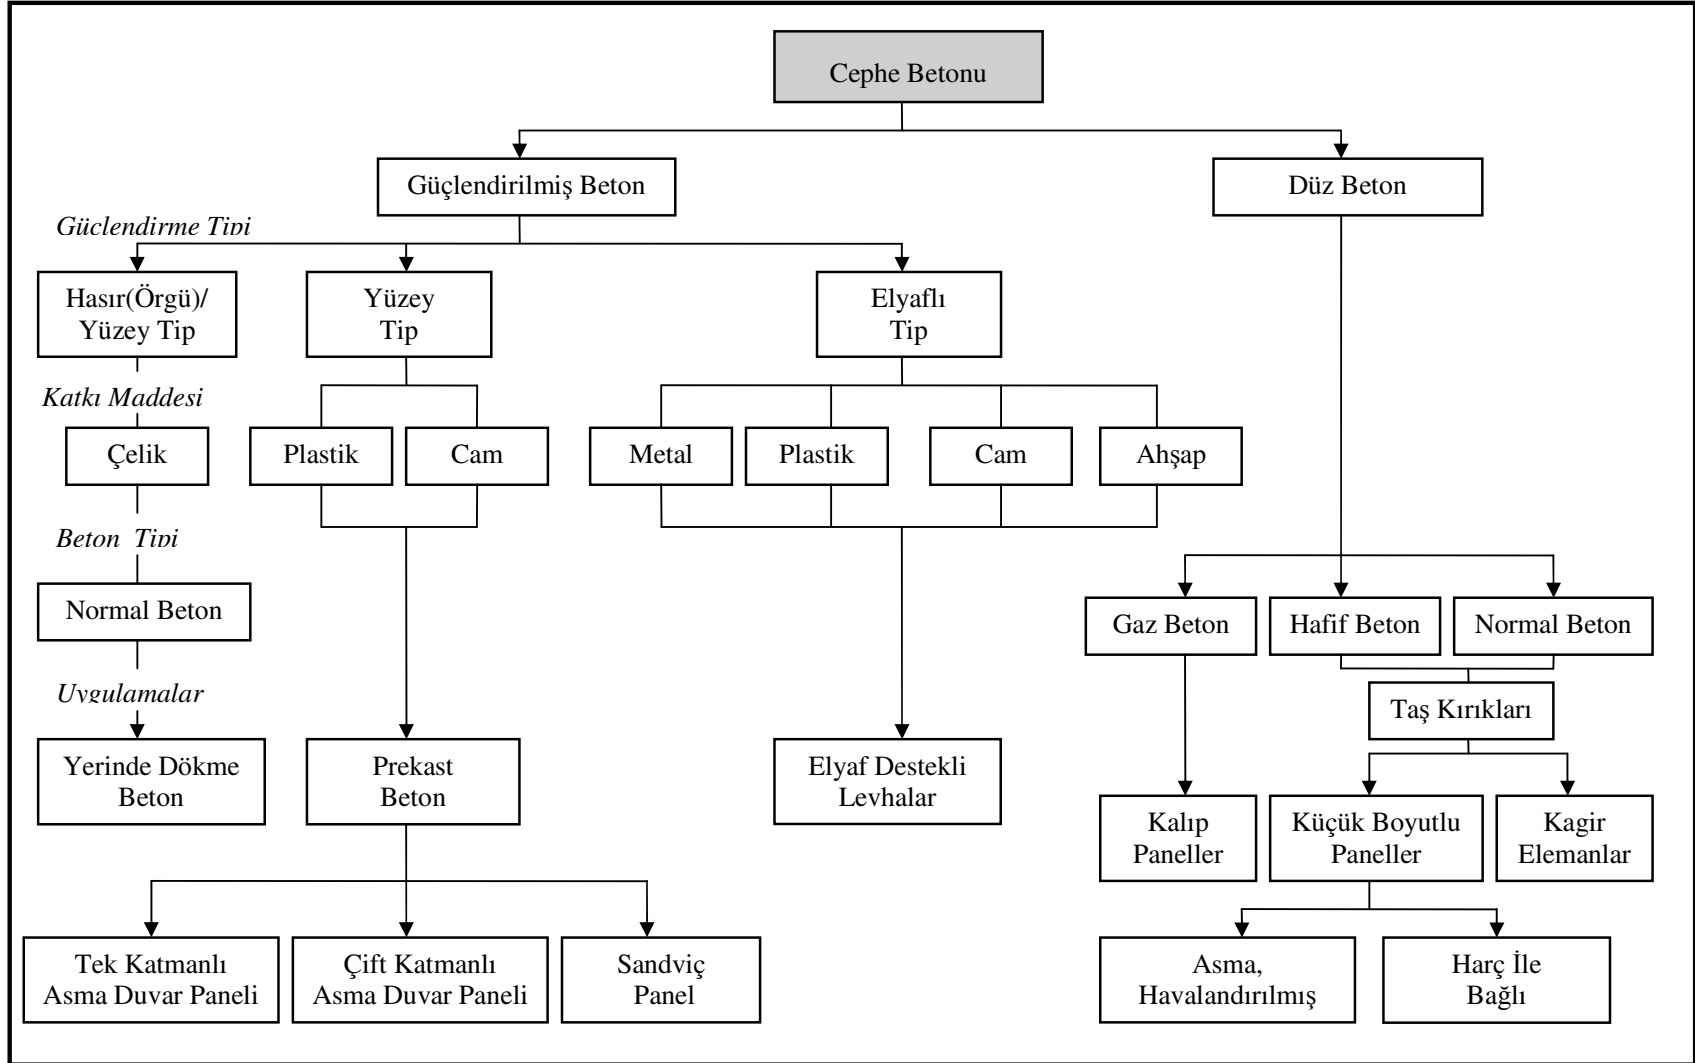 Cephe Betonu
Güçlendirilmiş Beton
Düz Beton
Güçlendirme Tipi
Hasır(Örgü)/
Yüzey Tip
Yüzey
Tip
Elyaflı
Tip
Katkı Maddesi
Çelik
Plastik
Cam
Metal
Plastik
Cam
Ahşap
Beton Tipi
Normal Beton
Gaz Beton
Hafif Beton
Normal Beton
Uygulamalar
Taş Kırıkları
Yerinde Dökme
Beton
Prekast
Beton
Elyaf Destekli
Levhalar
Kalıp
Paneller
Küçük Boyutlu
Paneller
Kagir
Elemanlar
Tek Katmanlı
Asma Duvar Paneli
Çift Katmanlı
Asma Duvar Paneli
Sandviç
Panel
Asma,
Havalandırılmış
Harç İle
Bağlı